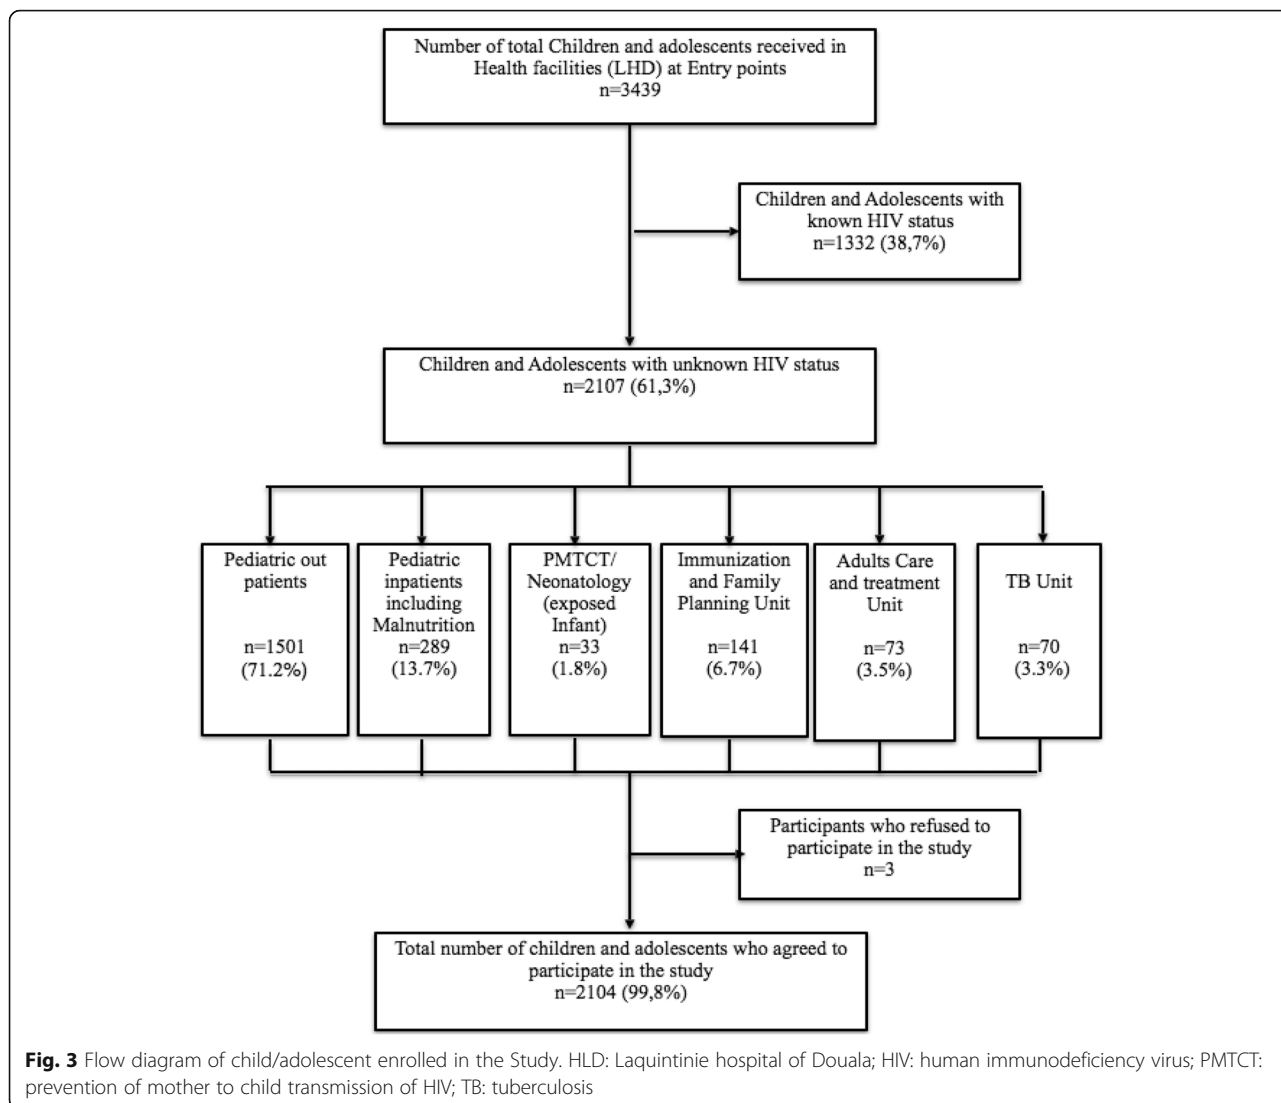 Number of total Children and adolescents received in
Health facilities (LHD) at Entry points
n=3439
Children and Adolescents with
known HIV status
n=1332 (38,7%)
Children and Adolescents with unknown HIV status
n=2107 (61,3%)
Pediatric out
patients
n=1501
(71.2%)
Pediatric
inpatients
including
Malnutrition
n=289
(13.7%)
PMTCT/
Neonatology
(exposed
Infant)
n=33
(1.8%)
Immunization
and Family
Planning Unit
n=141
(6.7%)
Adults Care
and treatment
Unit
n=73
(3.5%)
TB Unit
n=70
(3.3%)
Participants who refused to
participate in the study
n=3
Total number of children and adolescents who agreed to
participate in the study
n=2104 (99,8%)
Fig. 3 Flow diagram of child/adolescent enrolled in the Study. HLD: Laquintinie hospital of Douala; HIV: human immunodeficiency virus; PMTCT:
prevention of mother to child transmission of HIV; TB: tuberculosis